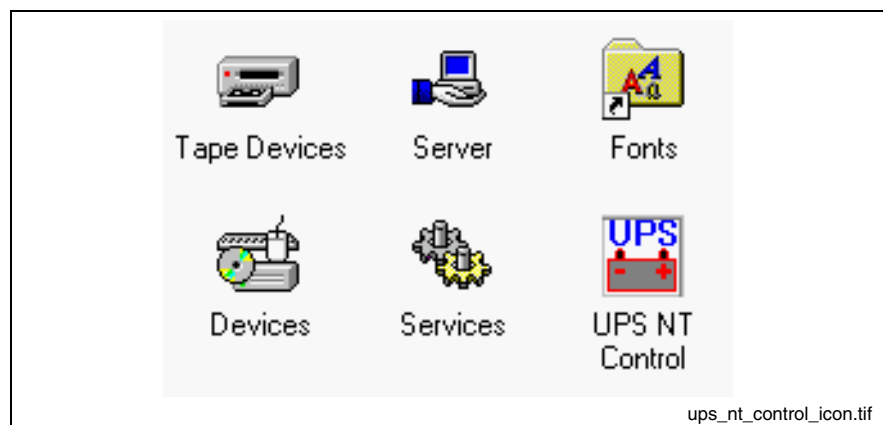 Tape Devices
Server
Fonts
Devices
Services
UPS
UPS NT
Control
ups_nt_control_icon.tif